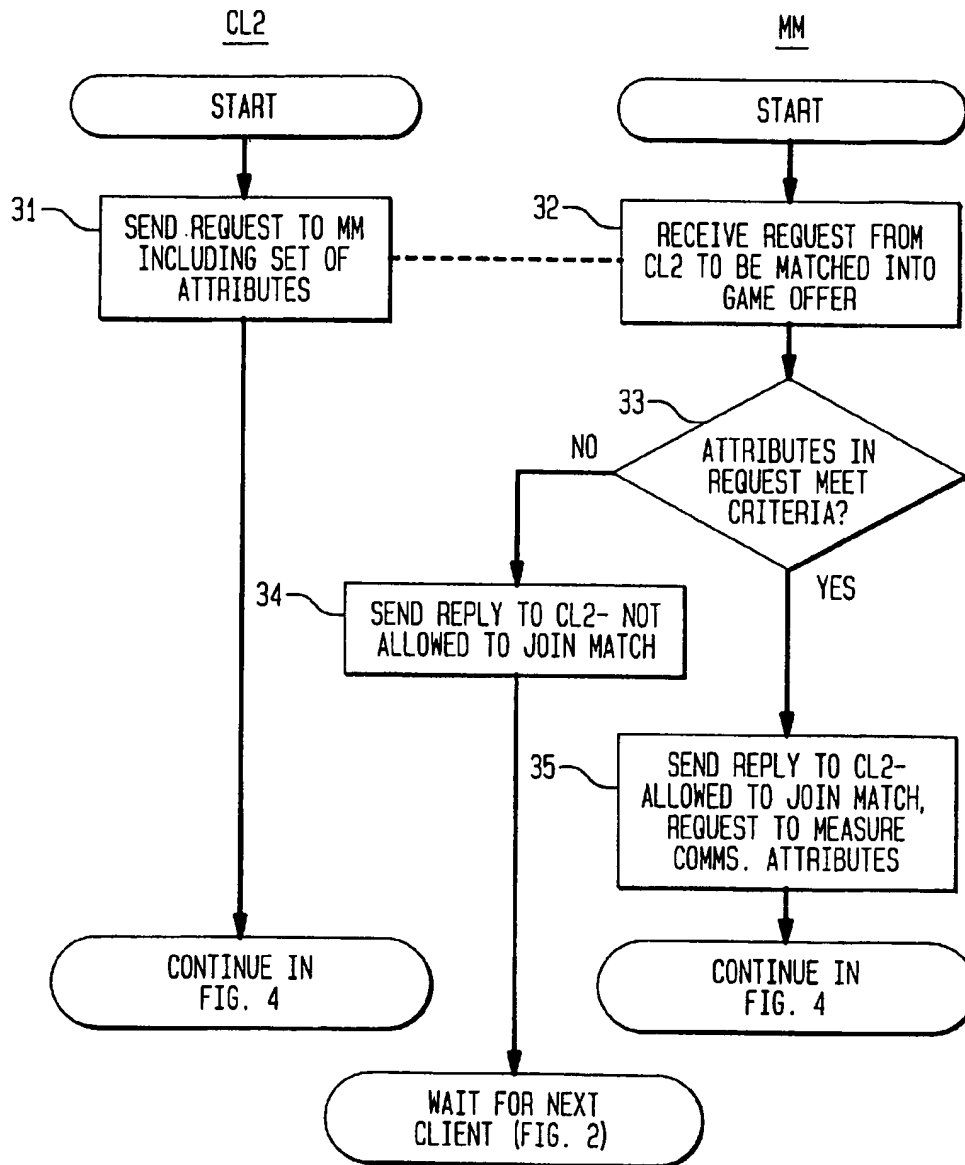 CL2
MM
START
START
31
SEND REQUEST TO MM
INCLUDING SET OF
ATTRIBUTES
32
RECEIVE REQUEST FROM
CL2 TO BE MATCHED INTO
GAME OFFER
33
NO
ATTRIBUTES IN
REQUEST MEET
CRITERIA?
YES
34
SEND REPLY TO CL2- NOT
ALLOWED TO JOIN MATCH
35
SEND REPLY TO CL2-
ALLOWED TO JOIN MATCH,
REQUEST TO MEASURE
COMMS. ATTRIBUTES
CONTINUE IN
FIG. 4
CONTINUE IN
FIG. 4
WAIT FOR NEXT
CLIENT (FIG. 2)